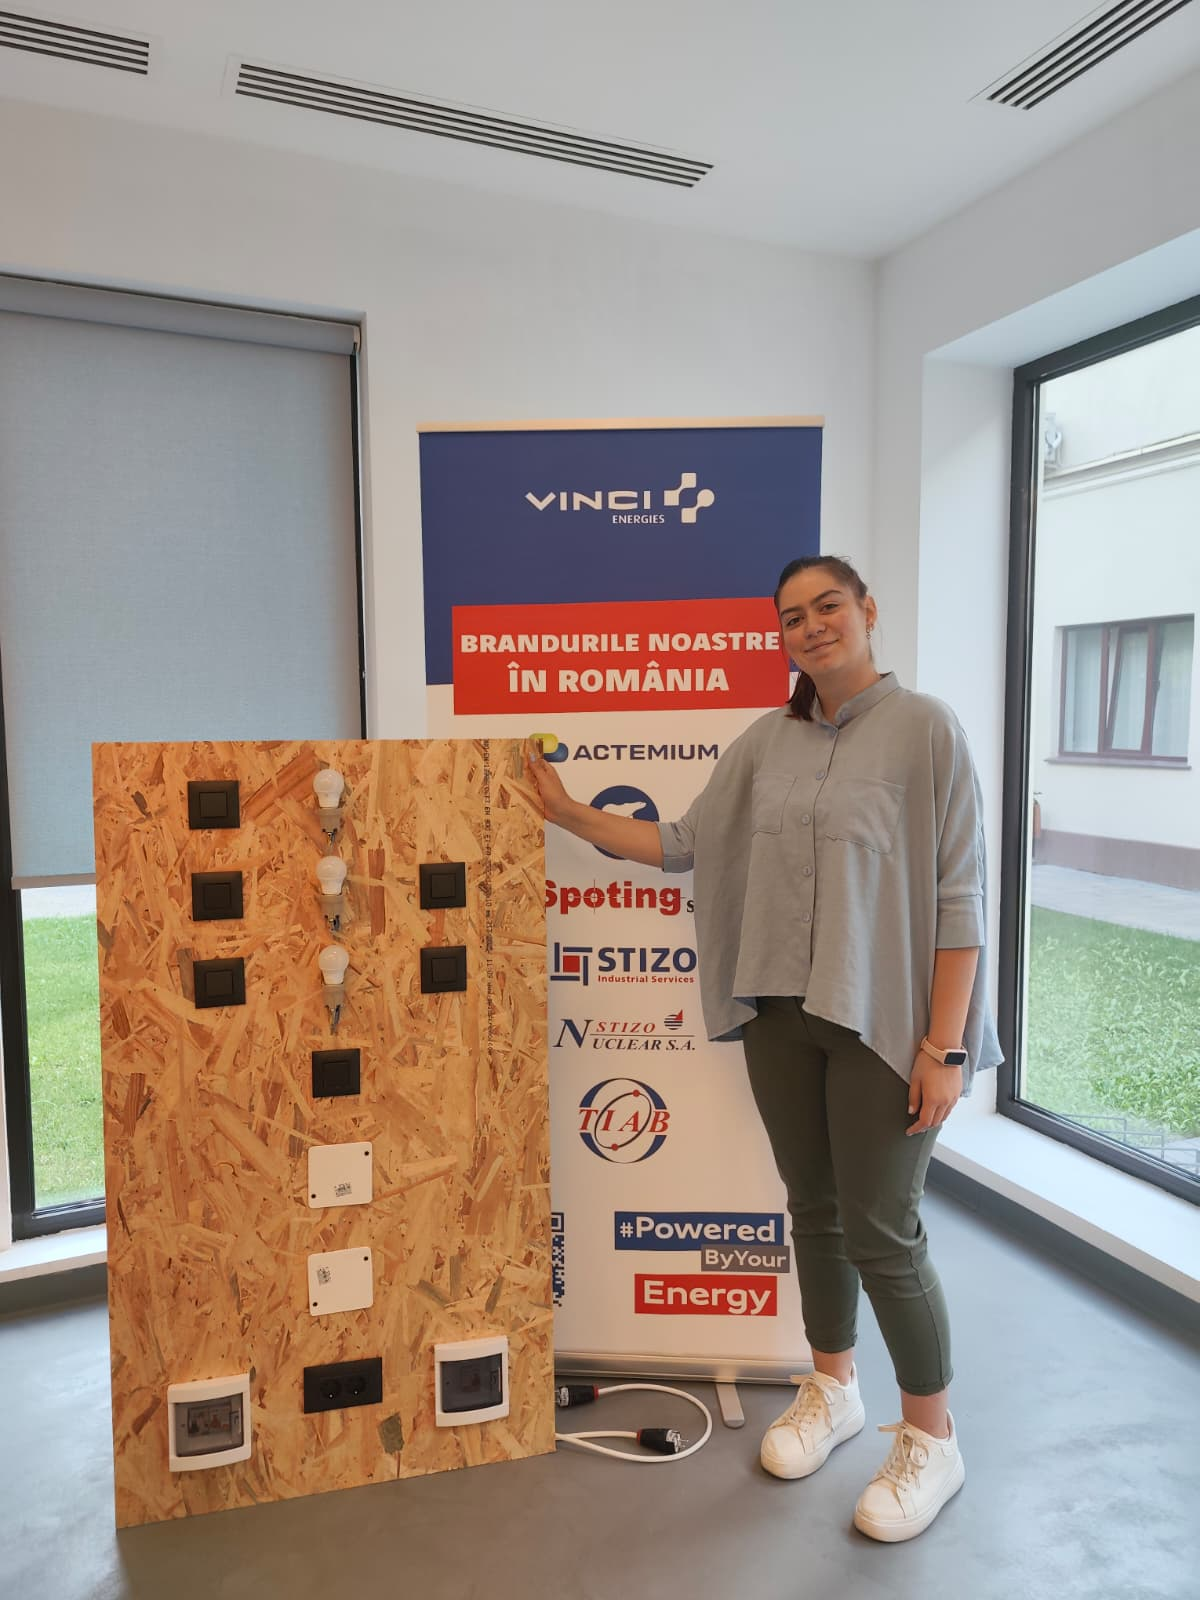 VINCI
ENERGIES
BRANDURILE NOASTRE
ÎN ROMÂNIA
ACTEMIUM
Spoting
STIZO
Industrial Services
STIZO
NUCLEAR S.A.
TIAB
#Powered
ByYour
Energy